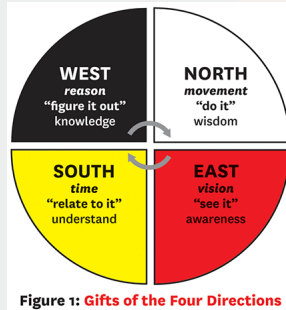 WEST
reason
"figure it out"
knowledge
NORTH
movement
"do it"
wisdom
SOUTH
time
"relate to it"
understand
EAST
vision
"see it"
awareness
Figure 1: Gifts of the Four Directions